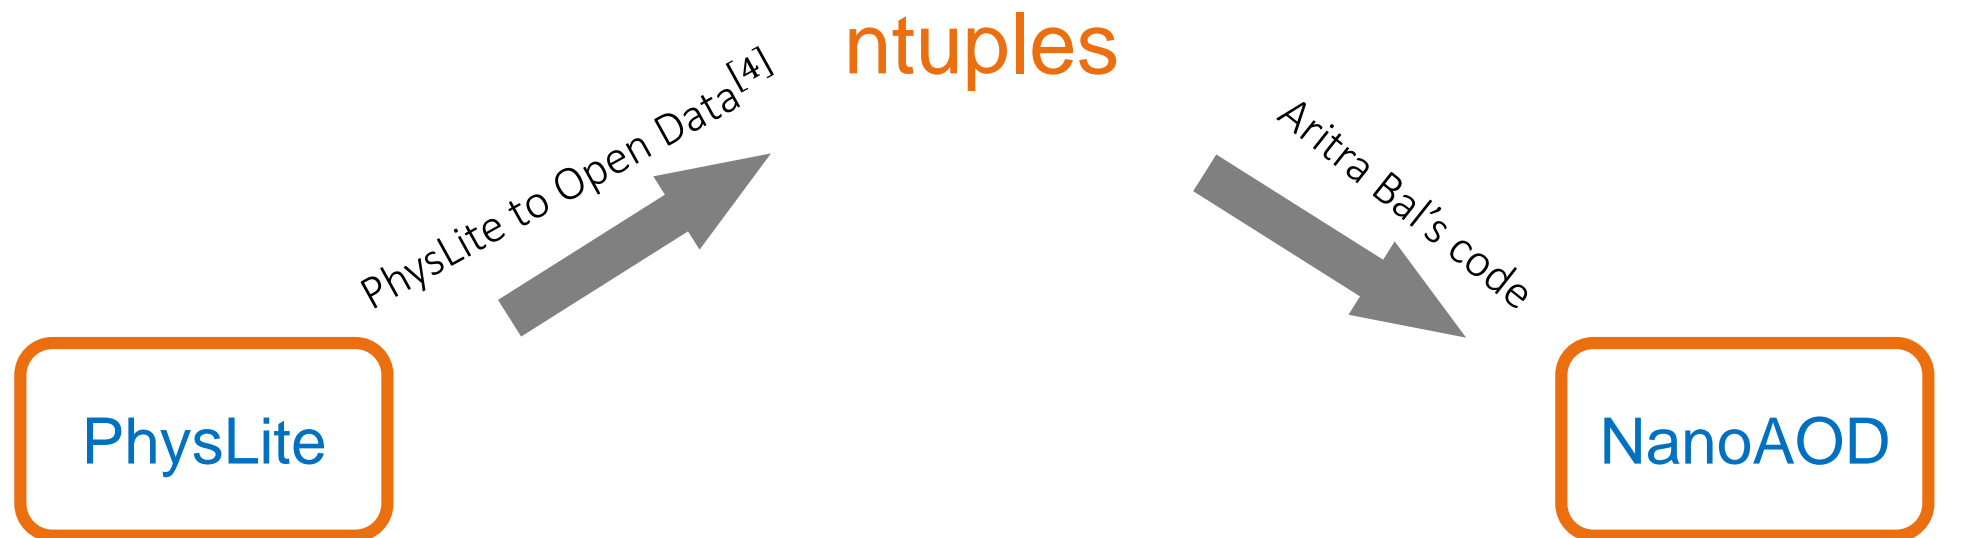 ntuples
PhysLite to Open Data[4]
Aritra Bal's code
PhysLite
NanoAOD